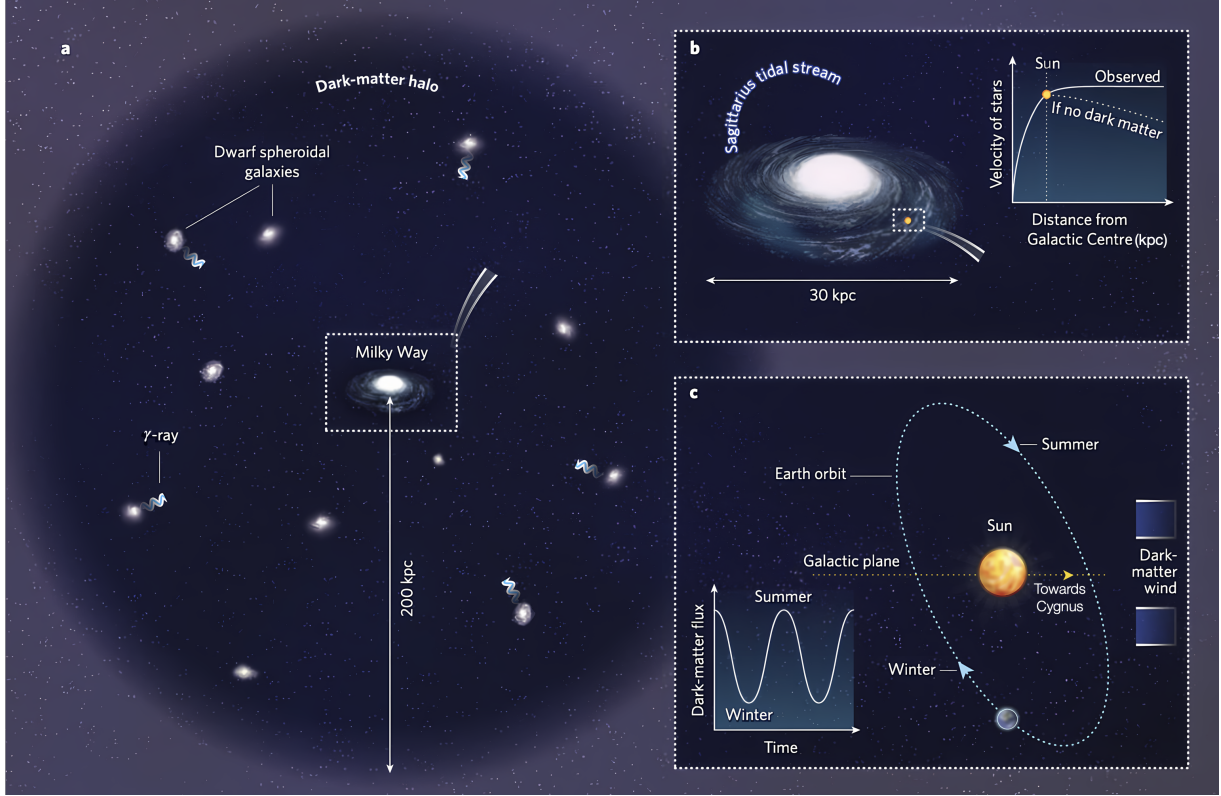 a
Dark-matter halo
Dwarf spheroidal
galaxies
Milky Way
γ-ray
200 kpc
b
Sagittarius tidal stream
30 kpc
Sun
Observed
If no dark matter
Velocity of stars
Distance from
Galactic Centre (kpc)
c
Summer
Earth orbit
Sun
Galactic plane
Towards
Cygnus
Dark-
matter
wind
Winter
Dark-matter flux
Summer
Winter
Time